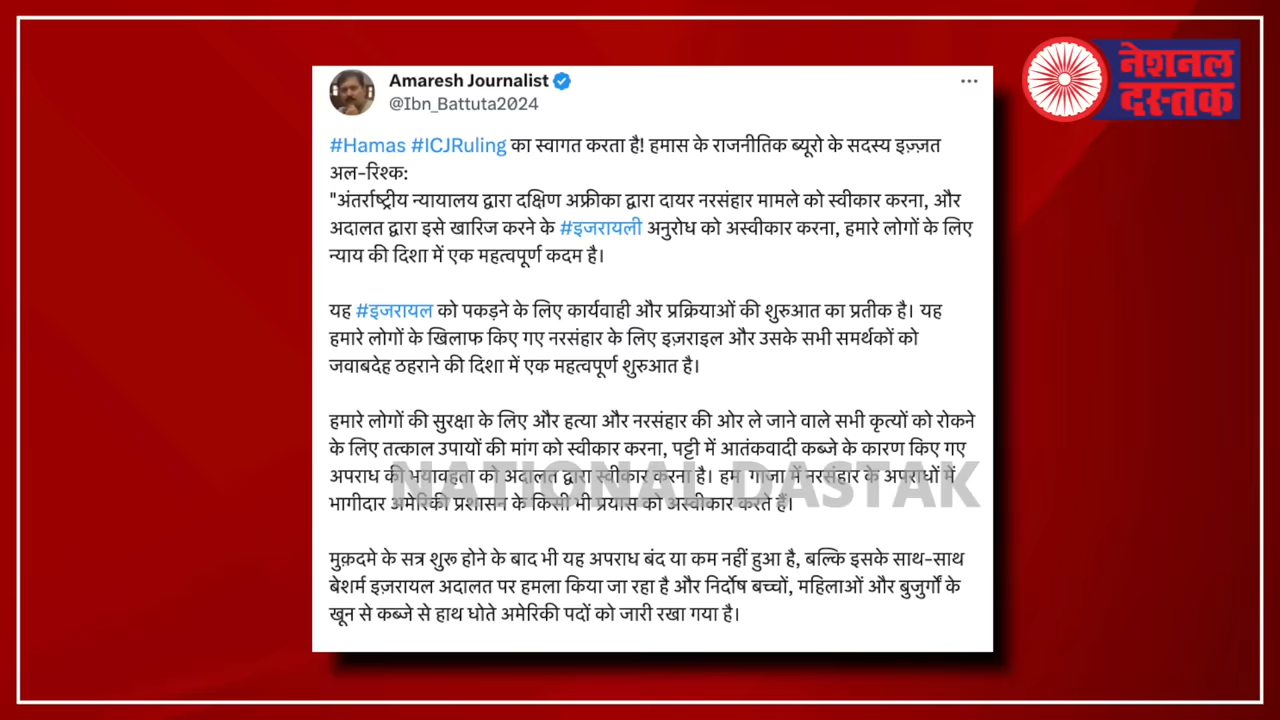 नेशनल
दस्तक
Amaresh Journalist
@Ibn_Battuta2024
#Hamas #ICJRuling का स्वागत करता है! हमास के राजनीतिक ब्यूरो के सदस्य इज़्ज़त
अल-रिश्क:
"अंतर्राष्ट्रीय न्यायालय द्वारा दक्षिण अफ्रीका द्वारा दायर नरसंहार मामले को स्वीकार करना, और
अदालत द्वारा इसे खारिज करने के #इजरायली अनुरोध को अस्वीकार करना, हमारे लोगों के लिए
न्याय की दिशा में एक महत्वपूर्ण कदम है।
यह #इजरायल को पकड़ने के लिए कार्यवाही और प्रक्रियाओं की शुरुआत का प्रतीक है। यह
हमारे लोगों के खिलाफ किए गए नरसंहार के लिए इज़राइल और उसके सभी समर्थकों को
जवाबदेह ठहराने की दिशा में एक महत्वपूर्ण शुरुआत है।
हमारे लोगों की सुरक्षा के लिए और हत्या और नरसंहार की ओर ले जाने वाले सभी कृत्यों को रोकने
के लिए तत्काल उपायों की मांग को स्वीकार करना, पट्टी में आतंकवादी कब्जे के कारण किए गए
अपराध की भयावहता को अदालत द्वारा स्वीकार करना है। हम गाजा में नरसंहार के अपराधों में
भागीदार अमेरिकी प्रशासन के किसी भी प्रयास को अस्वीकार करते हैं।
NATIONAL DASTAK
मुक़दमे के सत्र शुरू होने के बाद भी यह अपराध बंद या कम नहीं हुआ है, बल्कि इसके साथ-साथ
बेशर्म इज़रायल अदालत पर हमला किया जा रहा है और निर्दोष बच्चों, महिलाओं और बुजुर्गों के
खून से कब्जे से हाथ धोते अमेरिकी पदों को जारी रखा गया है।